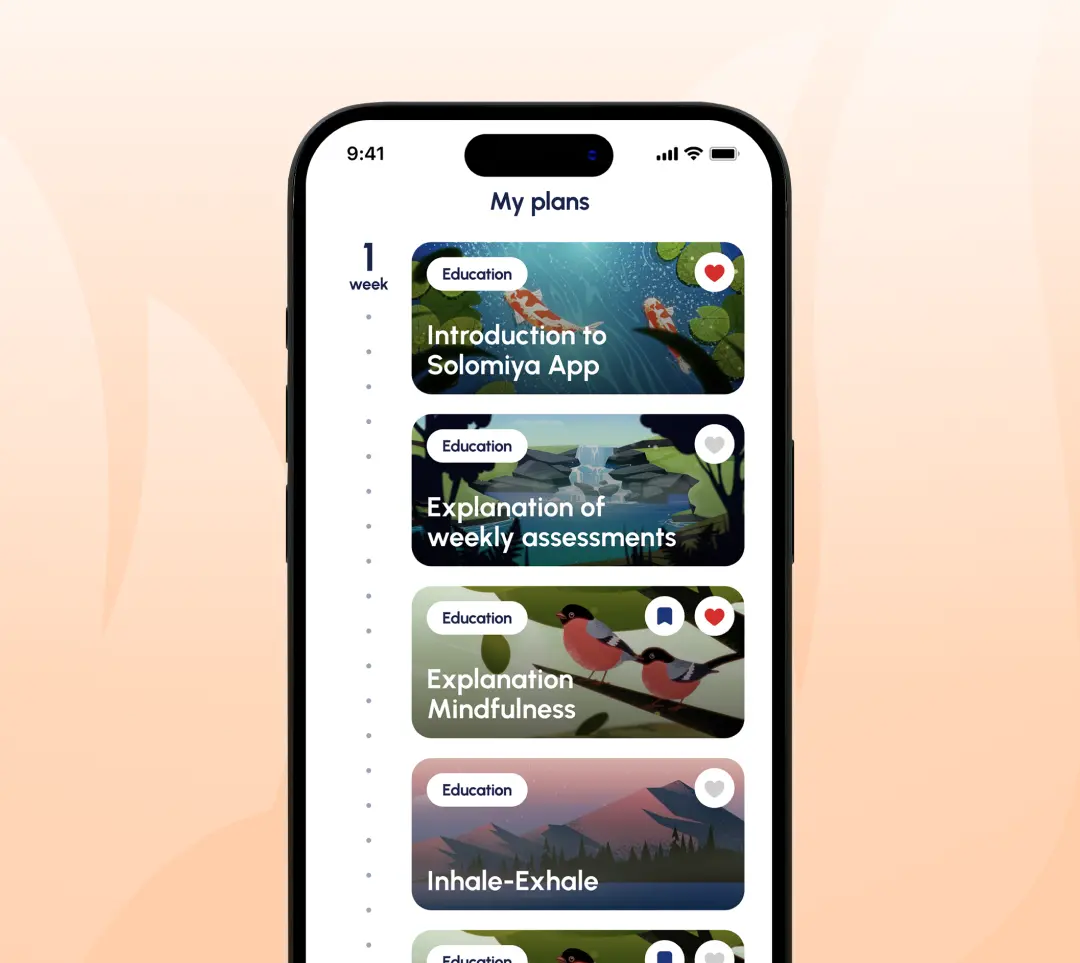 9:41
My plans
1
week
Education
Introduction to
Solomiya App
Education
Explanation of
weekly assessments
Education
Explanation
Mindfulness
Education
Inhale-Exhale
Education